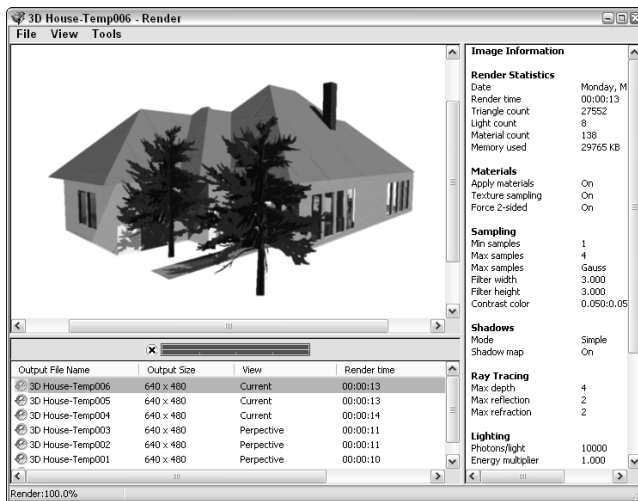 3D House-Temp006 - Render
File View Tools
Image Information
Render Statistics
Date Monday, M
Render time 00:00:13
Triangle count 27552
Light count 8
Material count 138
Memory used 29765 KB
Materials
Apply materials On
Texture sampling On
Force 2-sided On
Sampling
Min samples 1
Max samples 4
Max samples Gauss
Filter width 3.000
Filter height 3.000
Contrast color 0.050:0.05
Shadows
Mode Simple
Shadow map On
Ray Tracing
Max depth 4
Max reflection 2
Max refraction 2
Lighting
Photons/light 10000
Energy multiplier 1.000
Output File Name Output Size View Render time
3D House-Temp006 640 x 480 Current 00:00:13
3D House-Temp005 640 x 480 Current 00:00:13
3D House-Temp004 640 x 480 Current 00:00:14
3D House-Temp003 640 x 480 Perpective 00:00:11
3D House-Temp002 640 x 480 Perpective 00:00:11
3D House-Temp001 640 x 480 Perpective 00:00:10
Render:100.0%